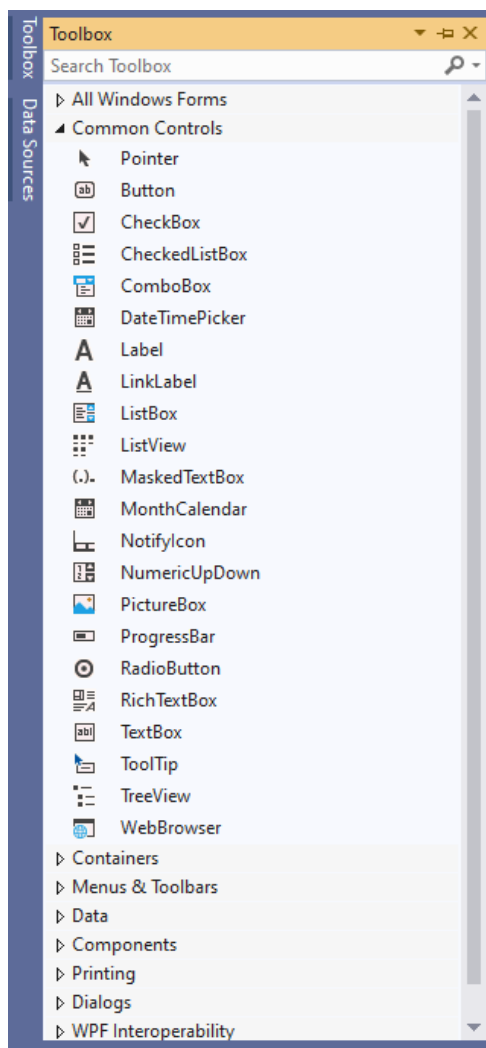 Toolbox
Data Sources
Toolbox
Search Toolbox
All Windows Forms
Common Controls
Pointer
Button
CheckBox
CheckedListBox
ComboBox
DateTimePicker
Label
LinkLabel
ListBox
ListView
MaskedTextBox
MonthCalendar
NotifyIcon
NumericUpDown
PictureBox
ProgressBar
RadioButton
RichTextBox
TextBox
ToolTip
TreeView
WebBrowser
Containers
Menus & Toolbars
Data
Components
Printing
Dialogs
WPF Interoperability